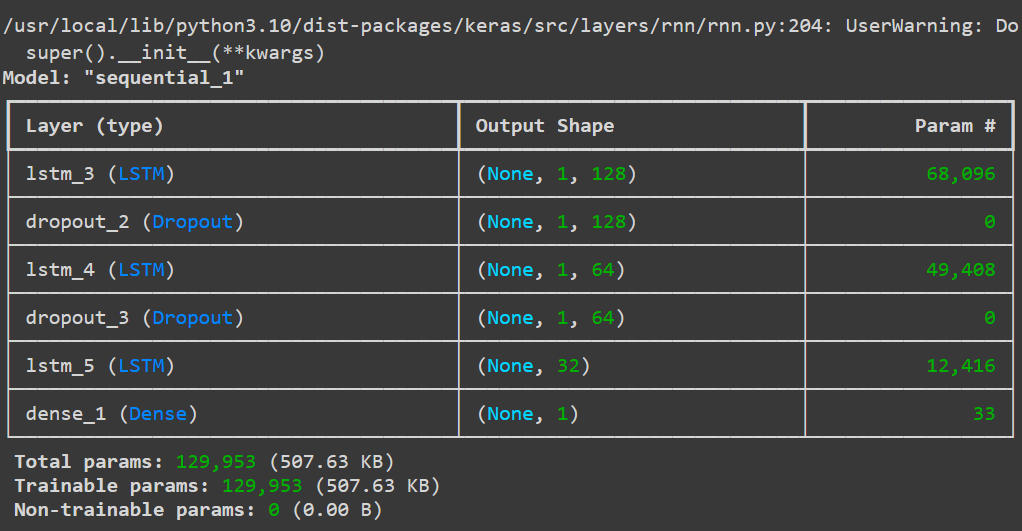 /usr/local/lib/python3.10/dist-packages/keras/src/layers/rnn/rnn.py:204: UserWarning: Do
super().__init__(**kwargs)
Model: "sequential_1"
Layer (type) Output Shape Param #
lstm_3 (LSTM) (None, 1, 128) 68,096
dropout_2 (Dropout) (None, 1, 128) 0
lstm_4 (LSTM) (None, 1, 64) 49,408
dropout_3 (Dropout) (None, 1, 64) 0
lstm_5 (LSTM) (None, 32) 12,416
dense_1 (Dense) (None, 1) 33
Total params: 129,953 (507.63 KB)
Trainable params: 129,953 (507.63 KB)
Non-trainable params: 0 (0.00 B)